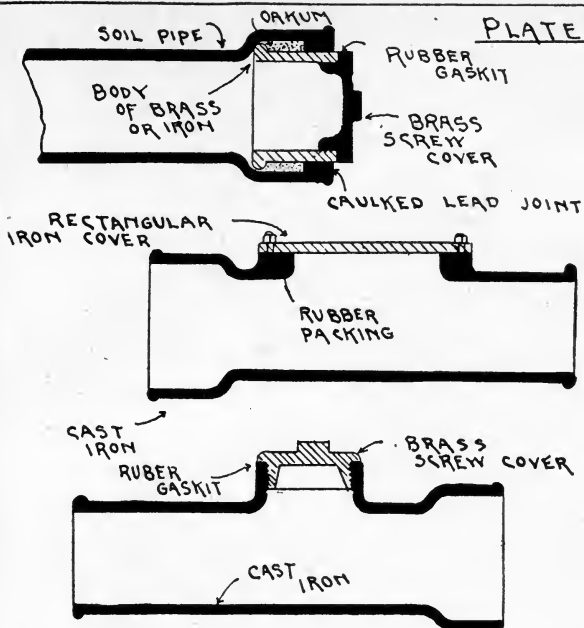 PLATE
OAKUM
SOIL PIPE
RUBBER
GASKIT
BODY
OF BRASS
OR IRON
BRASS
SCREW
COVER
CAULKED LEAD JOINT
RECTANGULAR
IRON COVER
RUBBER
PACKING
CAST
IRON
RUBER
GASKIT
BRASS
SCREW COVER
CAST
IRON